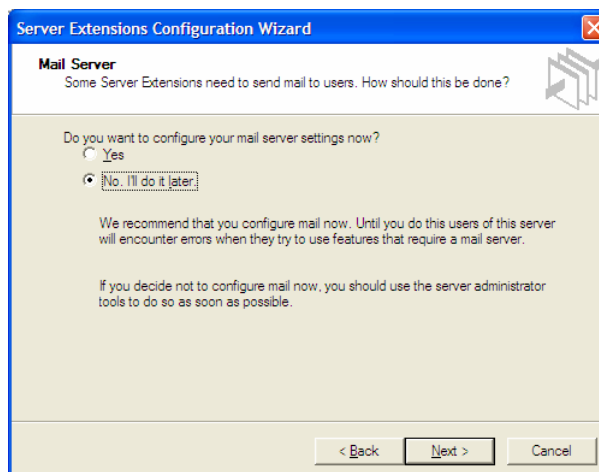 Server Extensions Configuration Wizard
Mail Server
Some Server Extensions need to send mail to users. How should this be done?
Do you want to configure your mail server settings now?
Yes
No. I'll do it later.
We recommend that you configure mail now. Until you do this users of this server
will encounter errors when they try to use features that require a mail server.
If you decide not to configure mail now, you should use the server administrator
tools to do so as soon as possible.
< Back
Next >
Cancel